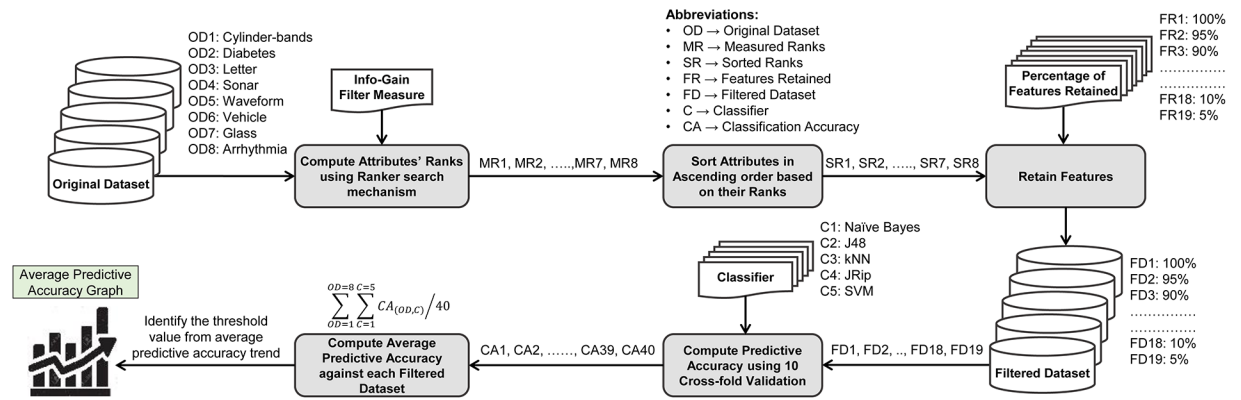 OD1: Cylinder-bands
OD2: Diabetes
OD3: Letter
OD4: Sonar
OD5: Waveform
OD6: Vehicle
OD7: Glass
OD8: Arrhythmia
Original Dataset
Info-Gain
Filter Measure
Compute Attributes' Ranks
using Ranker search
mechanism
MR1, MR2, …..,MR7, MR8
Abbreviations:
• OD → Original Dataset
• MR → Measured Ranks
• SR → Sorted Ranks
• FR → Features Retained
• FD → Filtered Dataset
• C → Classifier
• CA → Classification Accuracy
Sort Attributes in
Ascending order based
on their Ranks
SR1, SR2, ….., SR7, SR8
Percentage of
Features Retained
FR1: 100%
FR2: 95%
FR3: 90%
……………
……………
FR18: 10%
FR19: 5%
Retain Features
FD1: 100%
FD2: 95%
FD3: 90%
……………
……………
FD18: 10%
FD19: 5%
Filtered Dataset
FD1, FD2, .., FD18, FD19
C1: Naïve Bayes
C2: J48
C3: kNN
C4: JRip
C5: SVM
Classifier
Compute Predictive
Accuracy using 10
Cross-fold Validation
CA1, CA2, ……, CA39, CA40
OD=8 C=5
∑ ∑ CA(OD,C)/40
OD=1 C=1
Compute Average
Predictive Accuracy
against each Filtered
Dataset
Identify the threshold
value from average
predictive accuracy trend
Average Predictive
Accuracy Graph